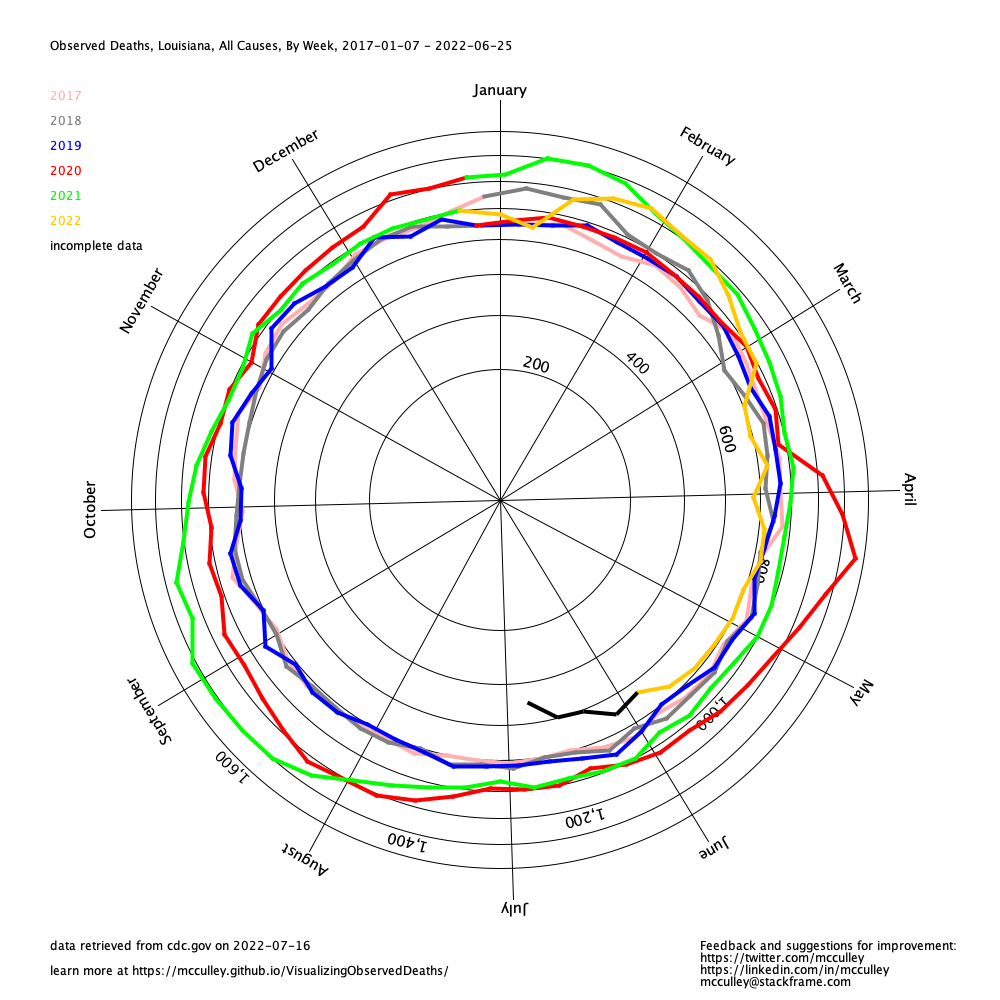 Observed Deaths, Louisiana, All Causes, By Week, 2017-01-07 - 2022-06-25
January
2017
2018
2019
2020
2021
2022
incomplete data
December
February
November
March
200
400
600
October
April
800
September
May
1,000
1,600
1,200
1,400
August
June
July
data retrieved from cdc.gov on 2022-07-16
learn more at https://mcculley.github.io/VisualizingObservedDeaths/
Feedback and suggestions for improvement:
https://twitter.com/mcculley
https://linkedin.com/in/mcculley
mcculley@stackframe.com